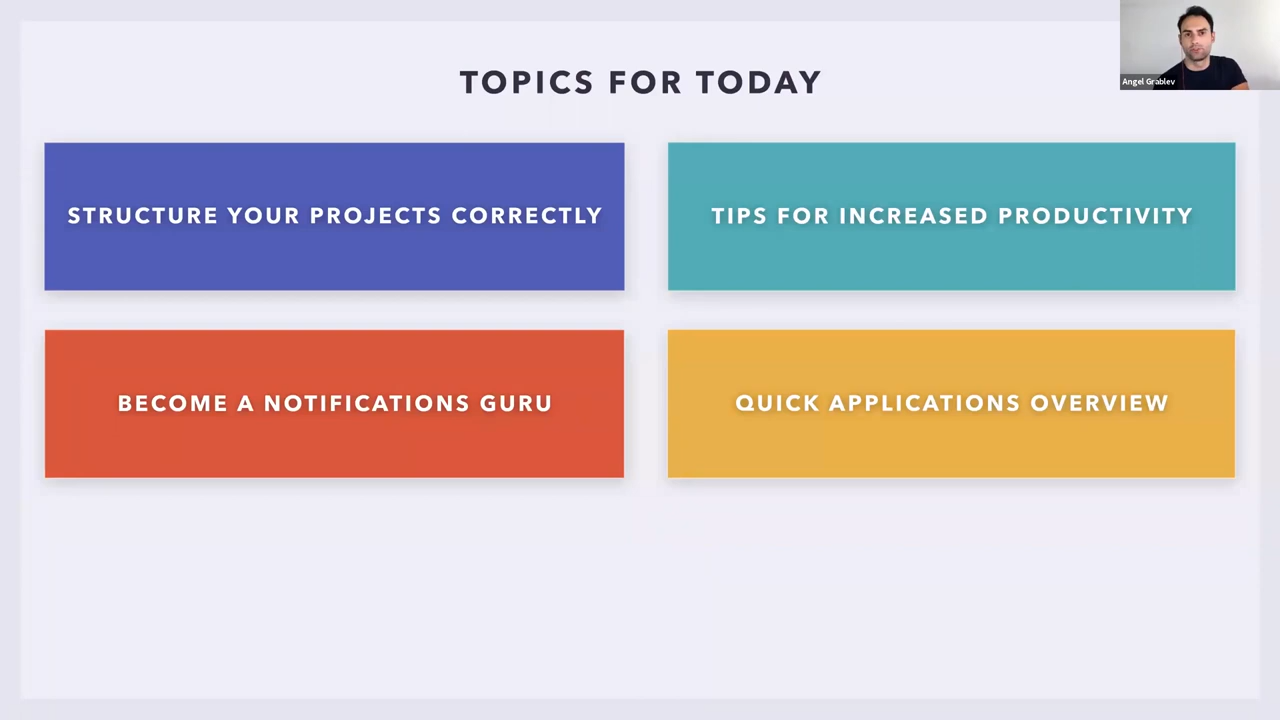 TOPICS FOR TODAY
STRUCTURE YOUR PROJECTS CORRECTLY
TIPS FOR INCREASED PRODUCTIVITY
BECOME A NOTIFICATIONS GURU
QUICK APPLICATIONS OVERVIEW
Angel Grablev